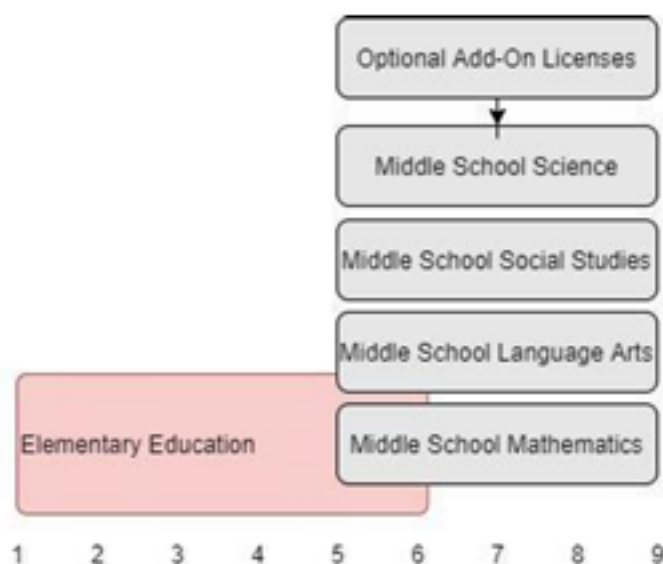 Optional Add-On Licenses
Middle School Science
Middle School Social Studies
Middle School Language Arts
Elementary Education
Middle School Mathematics
1 2 3 4 5 6 7 8 9